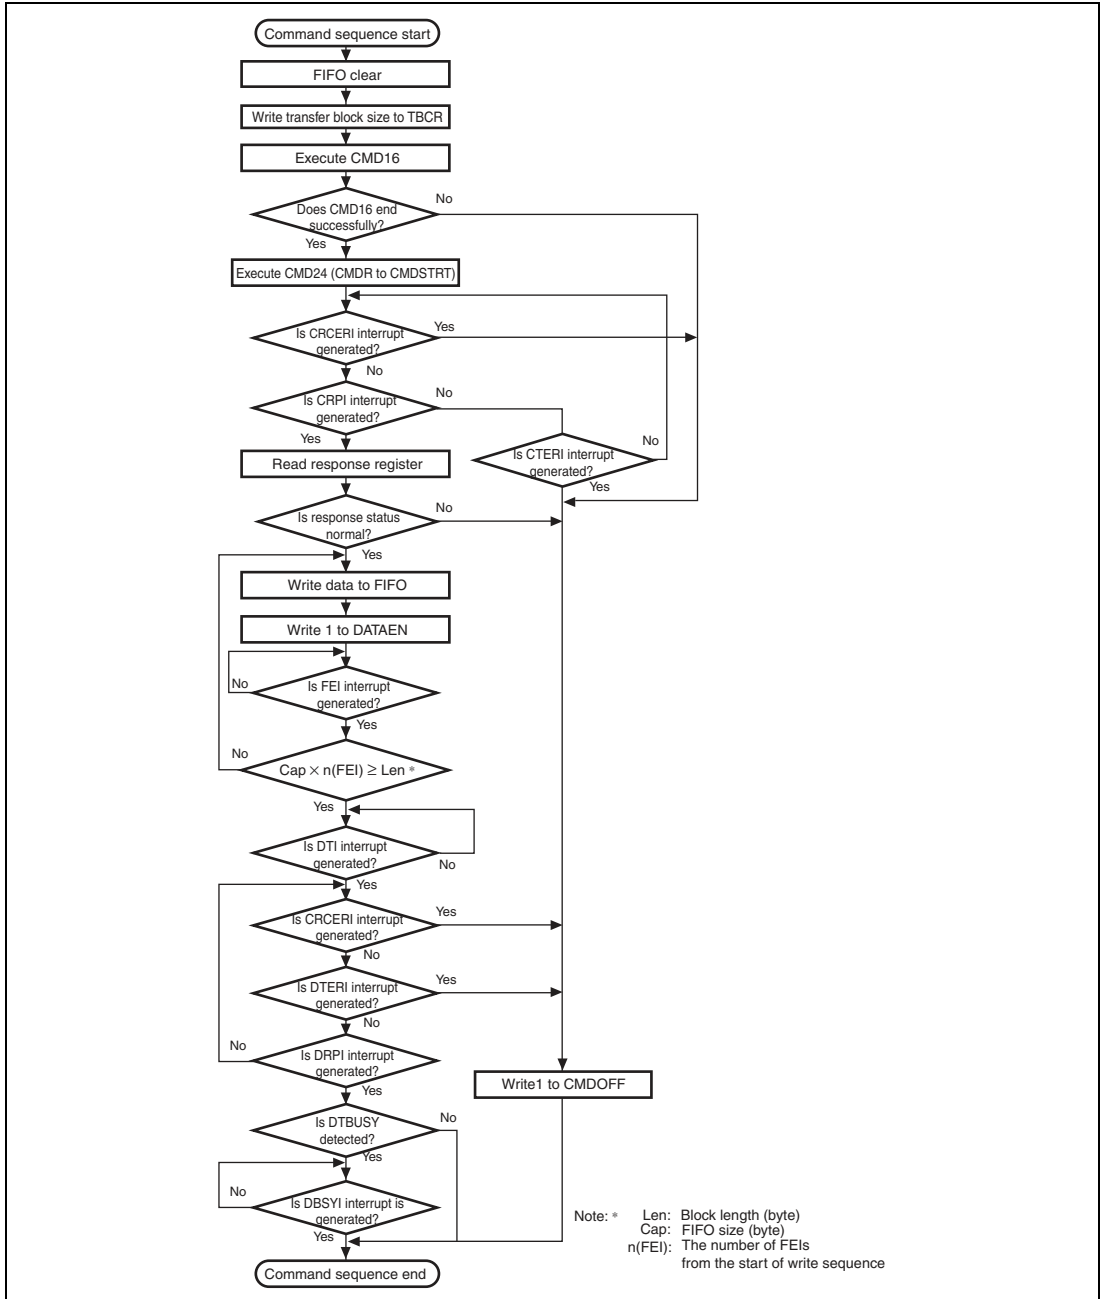 Command sequence start
FIFO clear
Write transfer block size to TBCR
Execute CMD16
Does CMD16 end
successfully?
No
Yes
Execute CMD24 (CMDR to CMDSTRT)
Is CRCERI interrupt
generated?
Yes
No
Is CRPI interrupt
generated?
No
Yes
Is CTERI interrupt
generated?
No
Yes
Read response register
Is response status
normal?
No
Yes
Write data to FIFO
Write 1 to DATAEN
Is FEI interrupt
generated?
No
Yes
Cap × n(FEI) ≥ Len *
No
Yes
Is DTI interrupt
generated?
No
Yes
Is CRCERI interrupt
generated?
Yes
No
Is DTERI interrupt
generated?
Yes
No
Is DRPI interrupt
generated?
No
Yes
Write1 to CMDOFF
Is DTBUSY
detected?
No
Yes
Is DBSYI interrupt is
generated?
No
Yes
Command sequence end
Note: * Len: Block length (byte)
Cap: FIFO size (byte)
n(FEI): The number of FEIs
from the start of write sequence